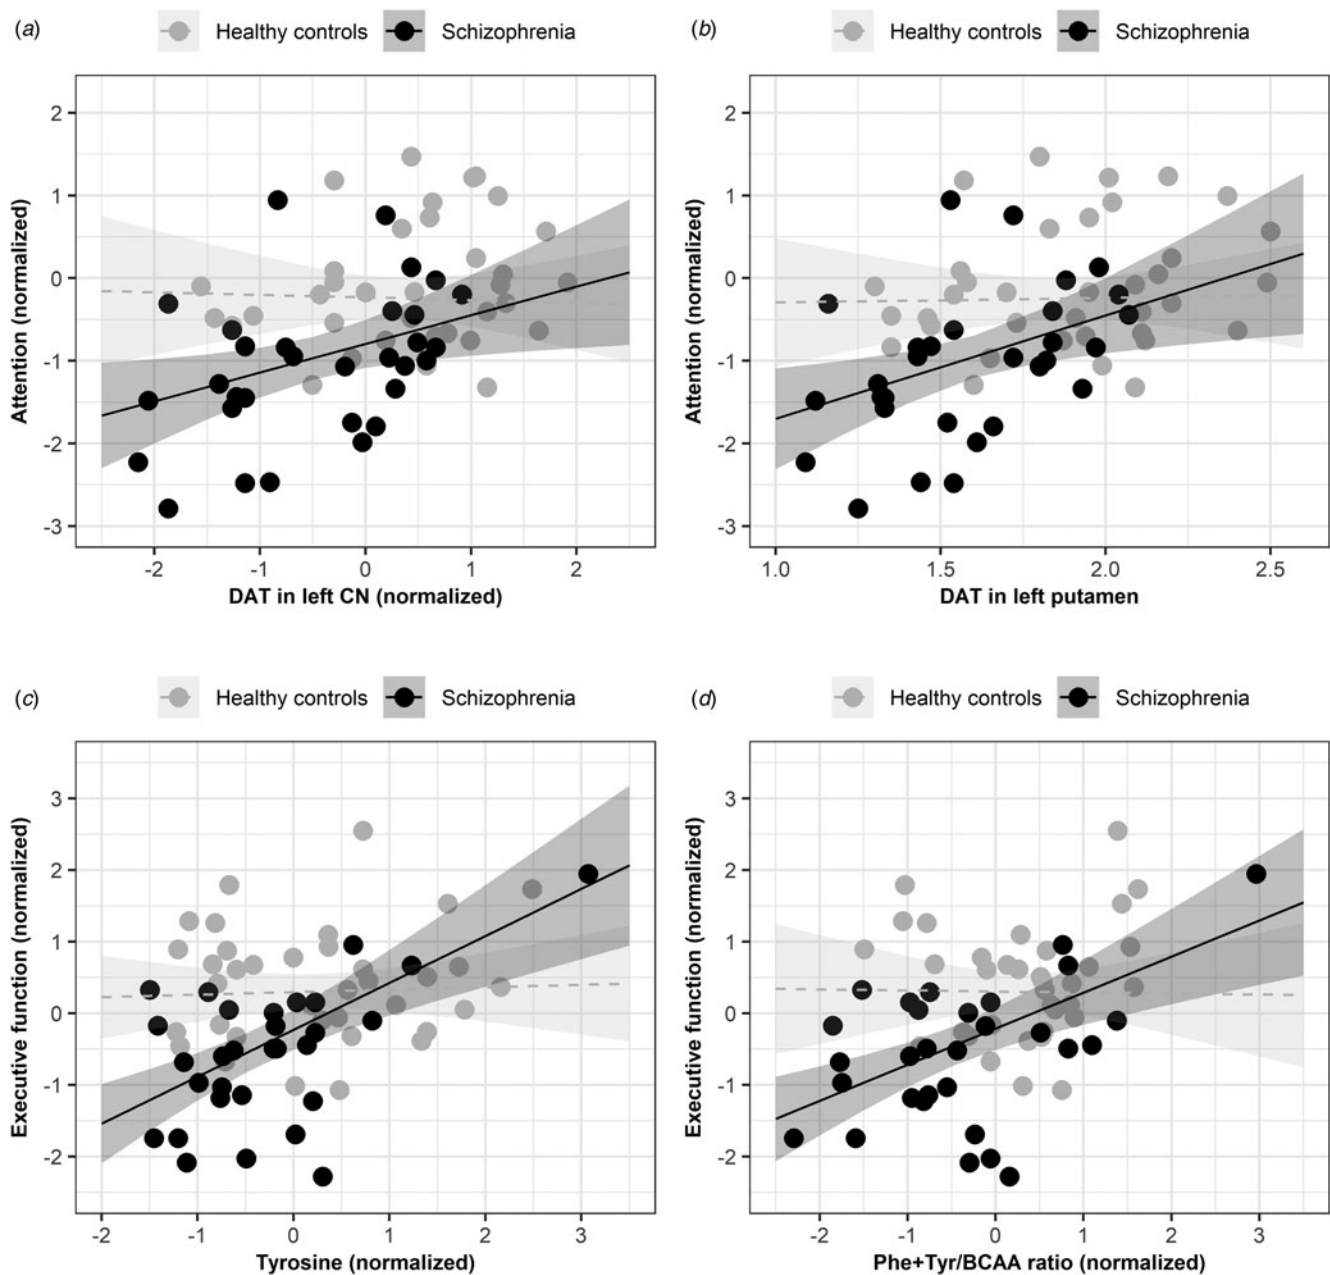 (a) Healthy controls Schizophrenia
Attention (normalized)
2
1
0
-1
-2
-3
-2 -1 0 1 2
DAT in left CN (normalized)
(b) Healthy controls Schizophrenia
Attention (normalized)
2
1
0
-1
-2
-3
1.0 1.5 2.0 2.5
DAT in left putamen
(c) Healthy controls Schizophrenia
Executive function (normalized)
3
2
1
0
-1
-2
-2 -1 0 1 2 3
Tyrosine (normalized)
(d) Healthy controls Schizophrenia
Executive function (normalized)
3
2
1
0
-1
-2
-2 -1 0 1 2 3
Phe+Tyr/BCAA ratio (normalized)